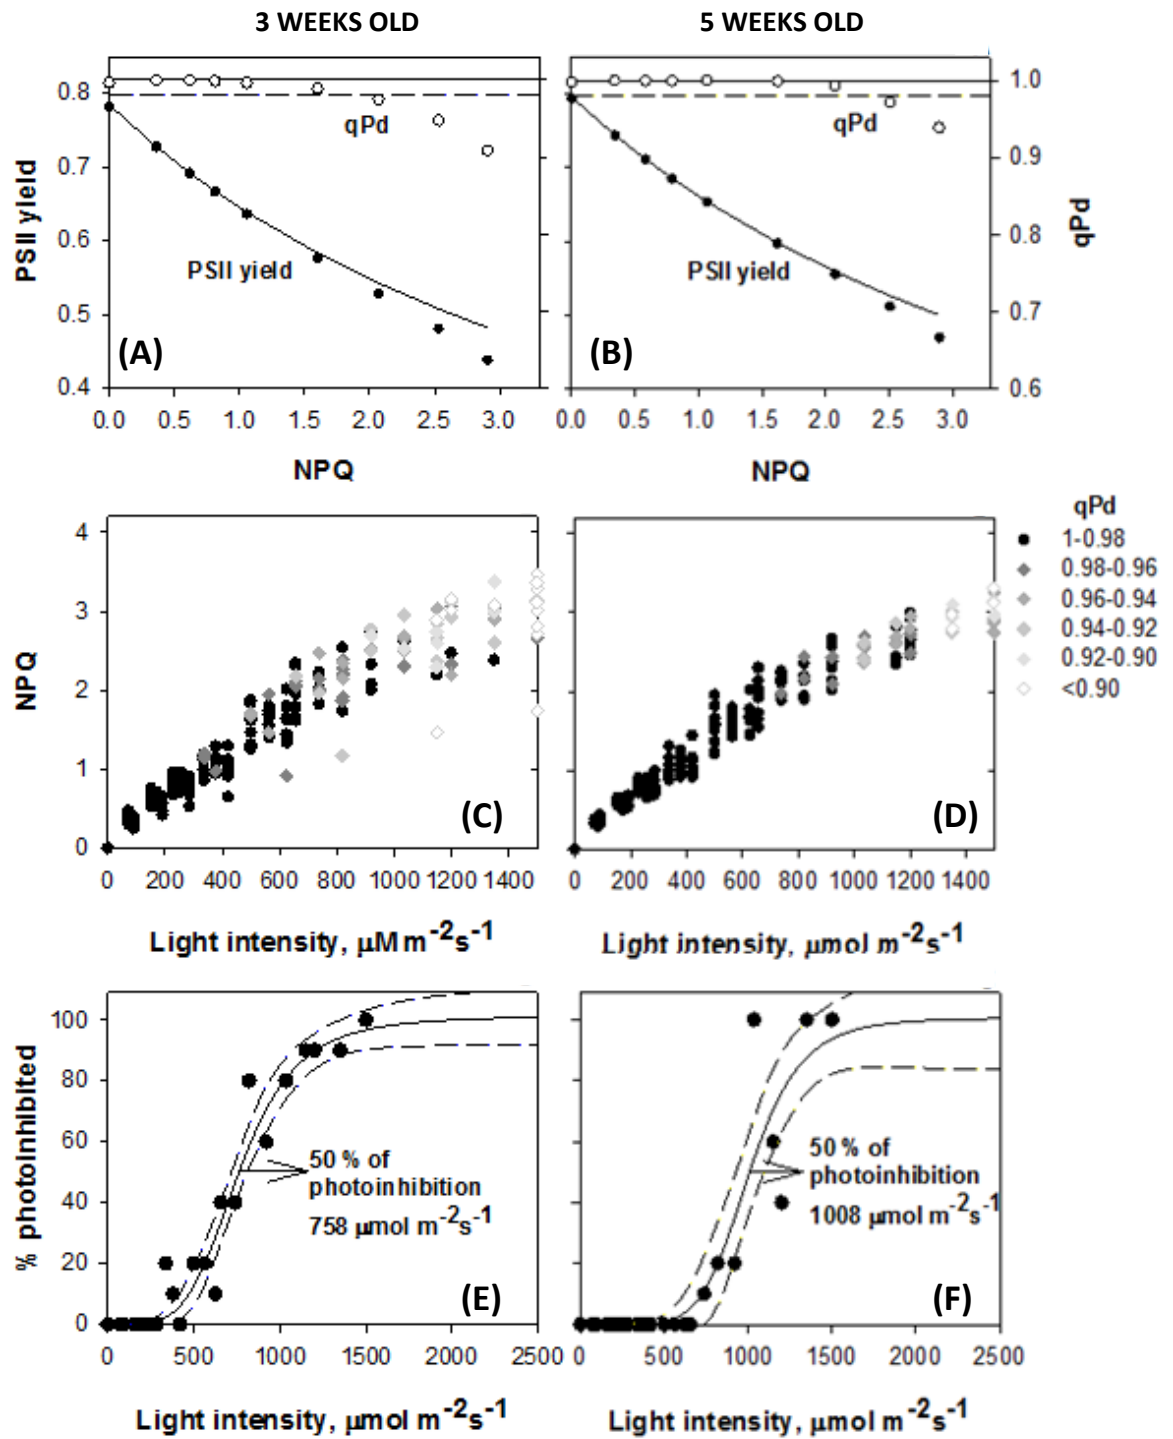 3 WEEKS OLD
5 WEEKS OLD
0.8
0.7
0.6
0.5
0.4
PSII yield
qPd
PSII yield
(A)
0.0 0.5 1.0 1.5 2.0 2.5 3.0
NPQ
1.0
0.9
0.8
0.7
0.6
qPd
qPd
PSII yield
(B)
0.0 0.5 1.0 1.5 2.0 2.5 3.0
NPQ
4
3
2
1
0
NPQ
(C)
0 200 400 600 800 1000 1200 1400
Light intensity, µM m-2s-1
(D)
0 200 400 600 800 1000 1200 1400
Light intensity, µmol m-2s-1
qPd
1-0.98
0.98-0.96
0.96-0.94
0.94-0.92
0.92-0.90
<0.90
100
80
60
40
20
0
% photoinhibited
50 % of
photoinhibition
758 µmol m-2s-1
(E)
0 500 1000 1500 2000 2500
Light intensity, µmol m-2s-1
50 % of
photoinhibition
1008 µmol m-2s-1
(F)
0 500 1000 1500 2000 2500
Light intensity, µmol m-2s-1